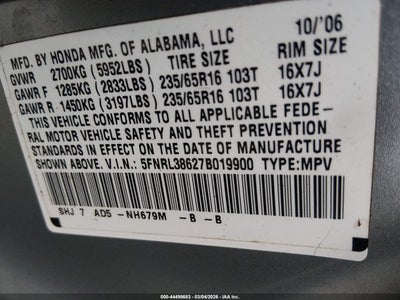 MFD. BY HONDA MFG. OF ALABAMA, LLC 10/'06
GVWR 2700KG (5952LBS) TIRE SIZE RIM SIZE
GAWR F 1285KG (2833LBS) 235/65R16 103T 16X7J
GAWR R 1450KG (3197LBS) 235/65R16 103T 16X7J
THIS VEHICLE CONFORMS TO ALL APPLICABLE FEDE-
RAL MOTOR VEHICLE SAFETY AND THEFT PREVENTION
STANDARDS IN EFFECT ON THE DATE OF MANUFACTURE
SHOWN ABOVE. V.I.N.: 5FNRL38627B019900 TYPE:MPV
SHJ 7 AD5 -NH679M -B -B
000-44498663 - 03/04/2026 - IAA Inc.